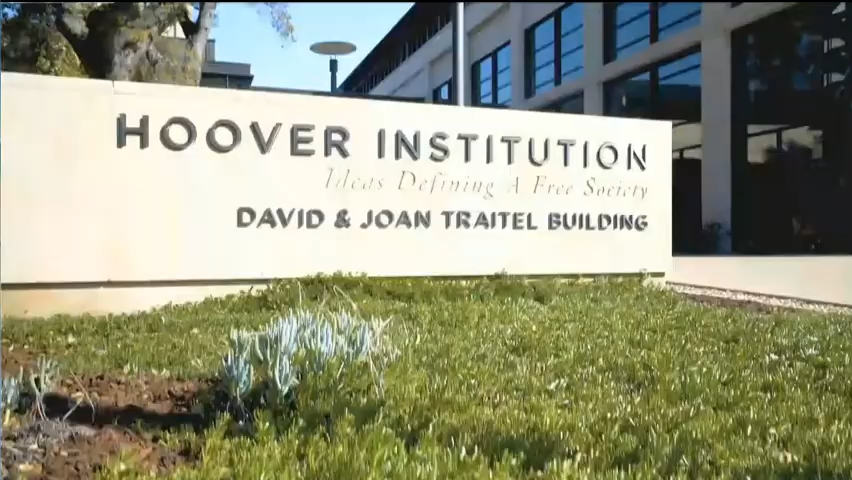 HOOVER INSTITUTION
Ideas Defining A Free Society
DAVID & JOAN TRAITEL BUILDING